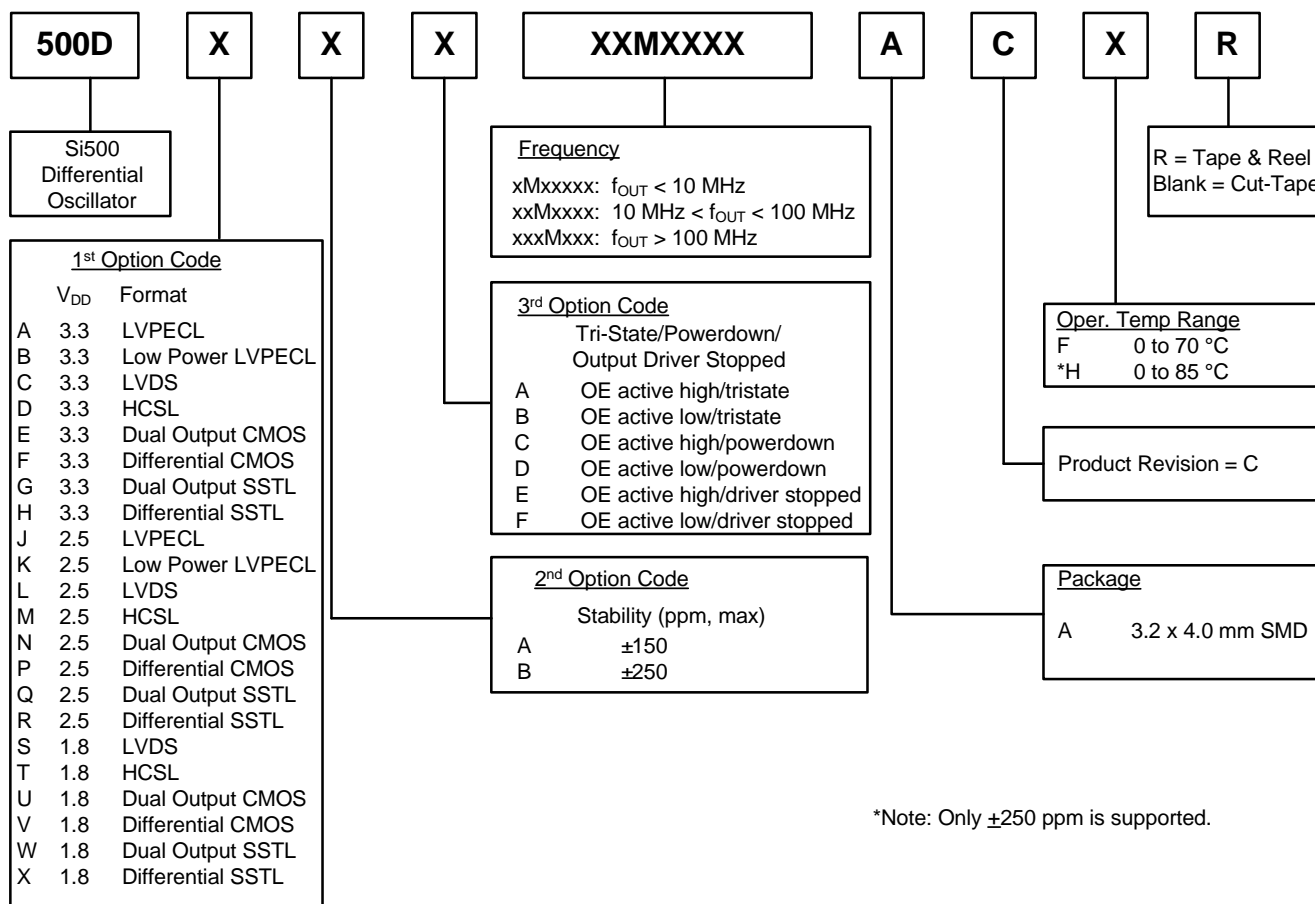 500D X X X XXMXXXX A C X R
Si500
Differential
Oscillator
1st Option Code
VDD Format
A 3.3 LVPECL
B 3.3 Low Power LVPECL
C 3.3 LVDS
D 3.3 HCSL
E 3.3 Dual Output CMOS
F 3.3 Differential CMOS
G 3.3 Dual Output SSTL
H 3.3 Differential SSTL
J 2.5 LVPECL
K 2.5 Low Power LVPECL
L 2.5 LVDS
M 2.5 HCSL
N 2.5 Dual Output CMOS
P 2.5 Differential CMOS
Q 2.5 Dual Output SSTL
R 2.5 Differential SSTL
S 1.8 LVDS
T 1.8 HCSL
U 1.8 Dual Output CMOS
V 1.8 Differential CMOS
W 1.8 Dual Output SSTL
X 1.8 Differential SSTL
Frequency
xMxxxxx: fOUT < 10 MHz
xxMxxxx: 10 MHz < fOUT < 100 MHz
xxxMxxx: fOUT > 100 MHz
3rd Option Code
Tri-State/Powerdown/
Output Driver Stopped
A OE active high/tristate
B OE active low/tristate
C OE active high/powerdown
D OE active low/powerdown
E OE active high/driver stopped
F OE active low/driver stopped
2nd Option Code
Stability (ppm, max)
A ±150
B ±250
R = Tape & Reel
Blank = Cut-Tape
Oper. Temp Range
F 0 to 70 °C
*H 0 to 85 °C
Product Revision = C
Package
A 3.2 x 4.0 mm SMD
*Note: Only ±250 ppm is supported.